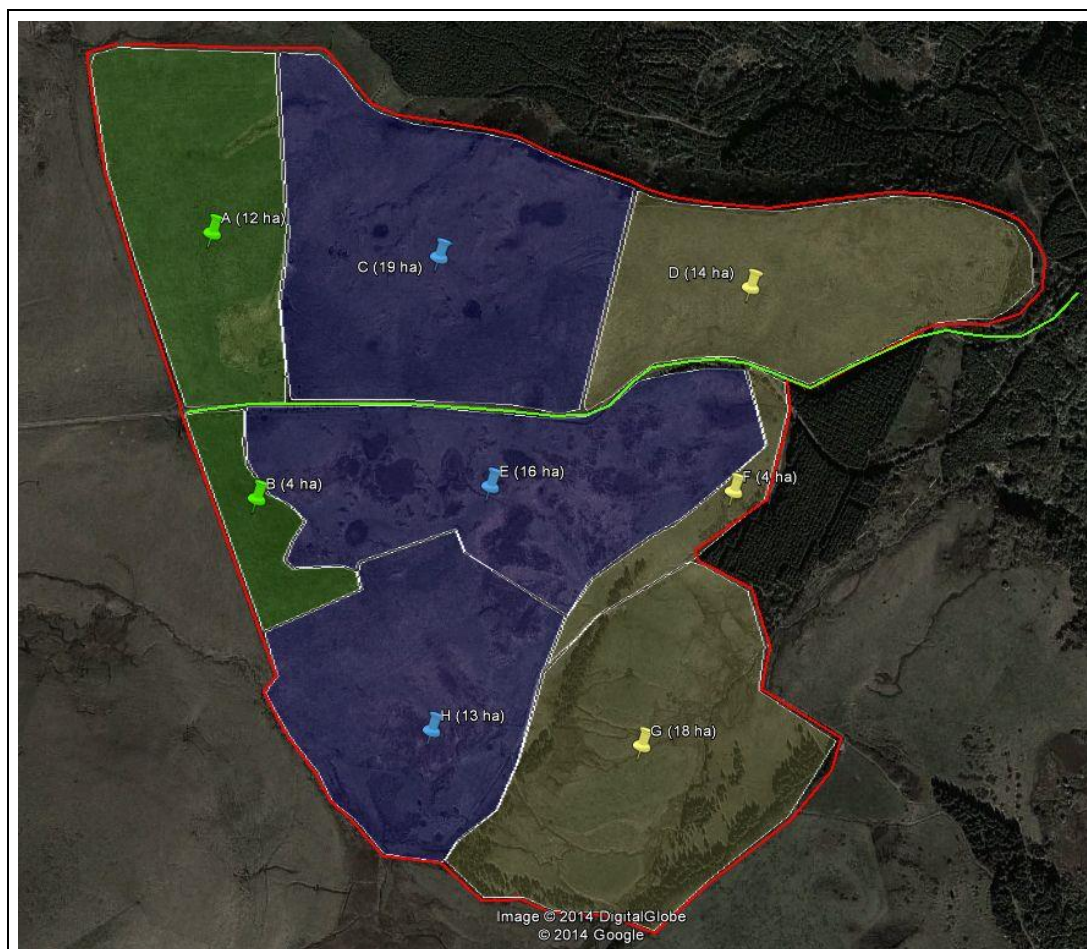 A (12 ha)
C (19 ha)
D (14 ha)
E (16 ha)
B (4 ha)
F (4 ha)
H (13 ha)
G (18 ha)
Image © 2014 DigitalGlobe
© 2014 Google